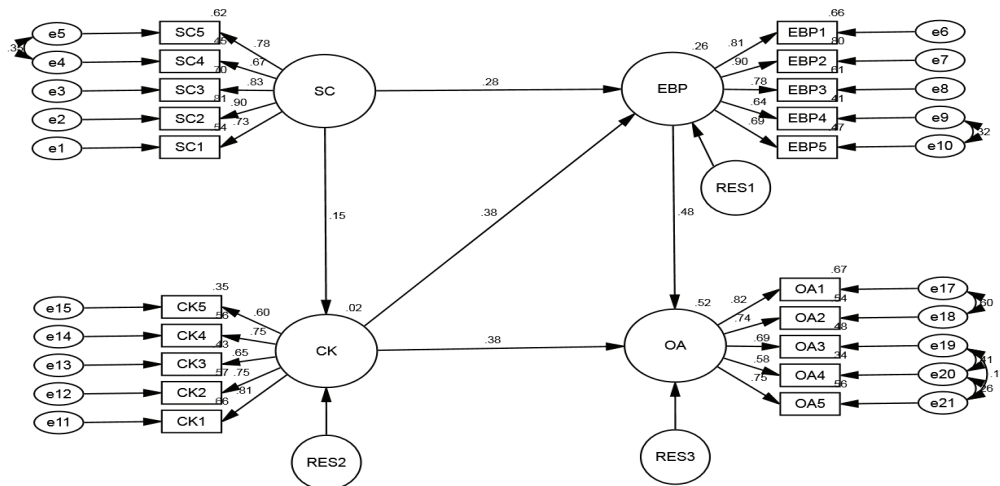 .62
e5
SC5
.78
.3
e4
.45
SC4
.67
e3
.70
SC3
.83
e2
.81
SC2
.90
e1
.54
SC1
.73
SC
.28
.15
.26
EBP
.66
.81
EBP1
e6
.80
.90
EBP2
e7
.61
.78
EBP3
e8
.41
.64
EBP4
e9
.47
.69
EBP5
e10
.32
RES1
.38
.48
.35
e15
CK5
.60
.56
e14
CK4
.75
.43
e13
CK3
.65
.57
e12
CK2
.75
.66
e11
CK1
.81
.02
CK
.38
RES2
.52
OA
RES3
.67
.82
OA1
e17
.54
.74
OA2
e18
.60
.48
.69
OA3
e19
.34
.58
OA4
e20
.41
.1
.56
.75
OA5
e21
.26